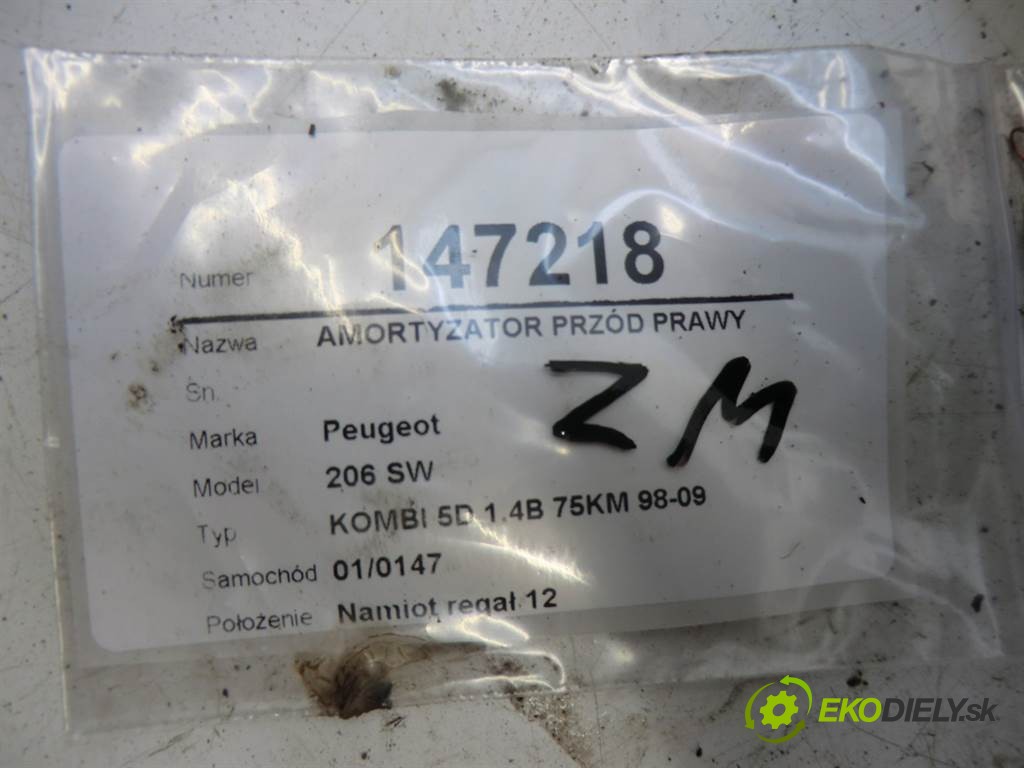 Numer 147218
Nazwa AMORTYZATOR PRZÓD PRAWY
Sn.
ZM
Marka Peugeot
Model 206 SW
Typ KOMBI 5D 1.4B 75KM 98-09
Samochód 01/0147
Położenie Namiot regał 12
EKODIELY.sk